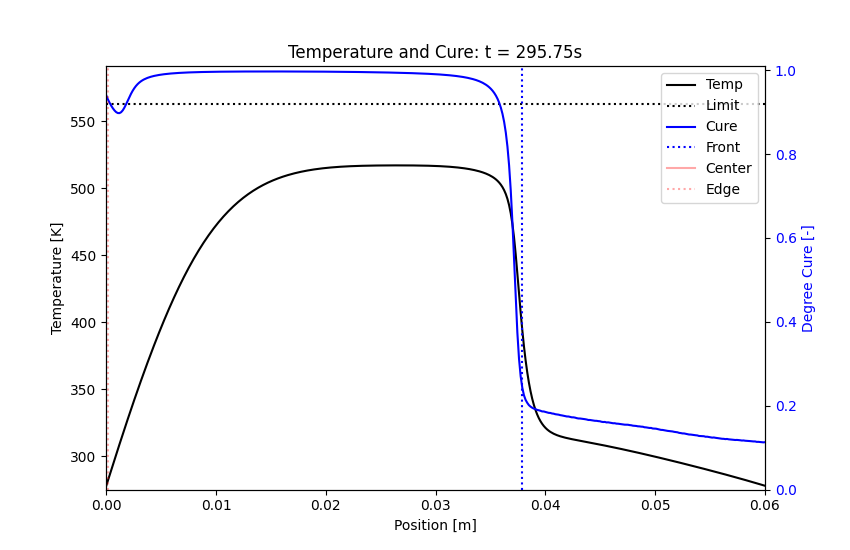 Temperature and Cure: t = 295.75s
Temp
Limit
Cure
Front
Center
Edge
550
500
450
400
350
300
Temperature [K]
1.0
0.8
0.6
0.4
0.2
0.0
Degree Cure [-]
0.00
0.01
0.02
0.03
0.04
0.05
0.06
Position [m]